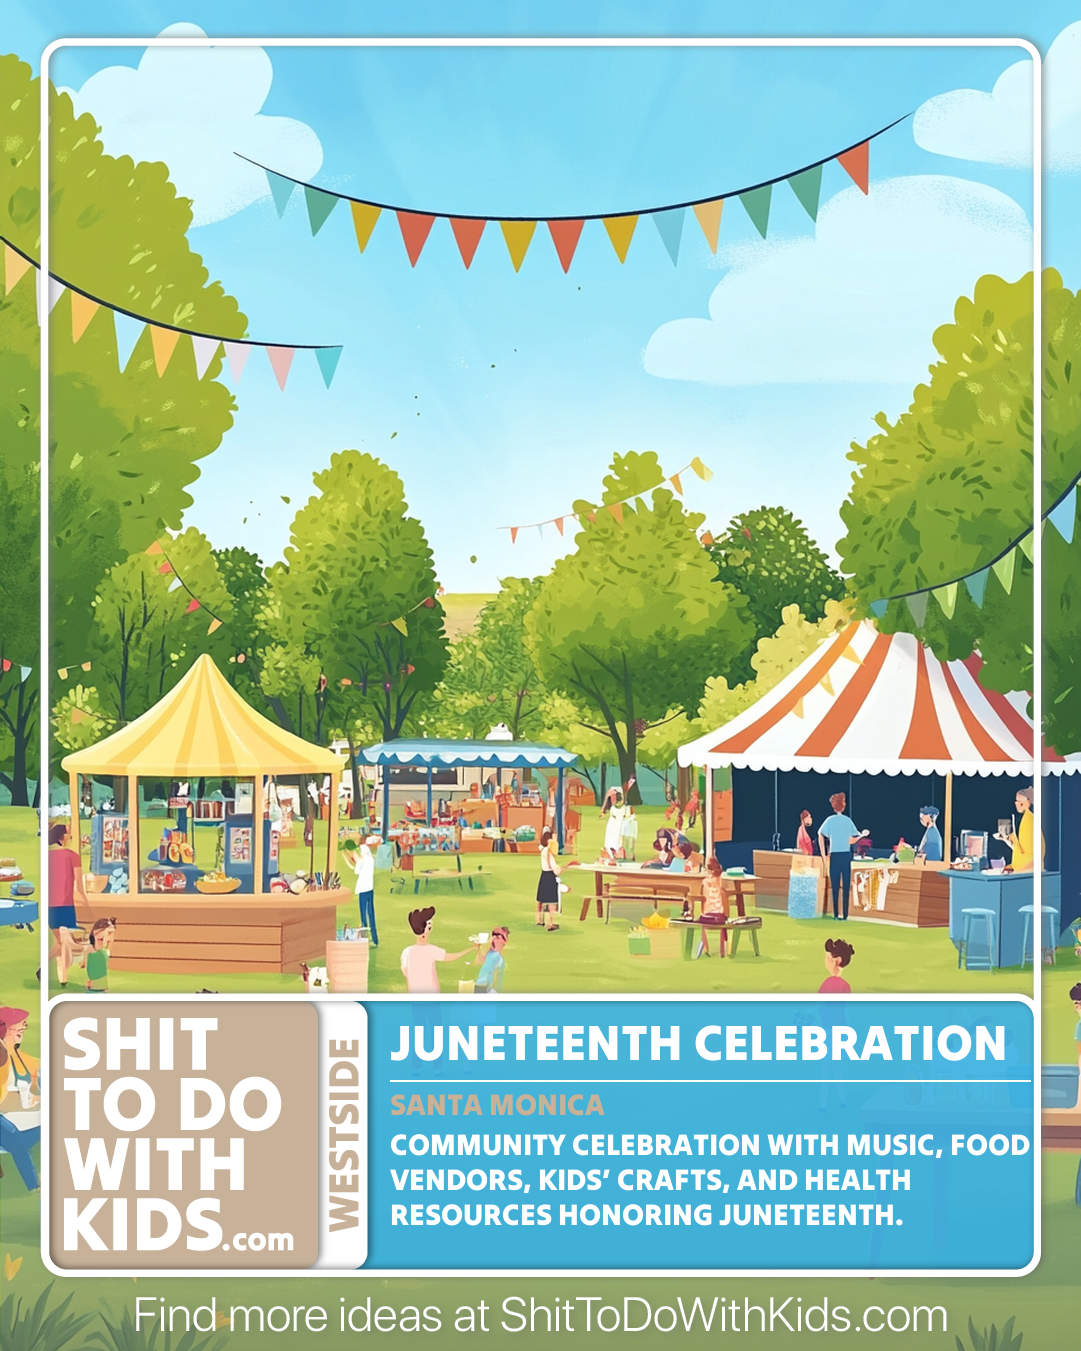 SHIT
TO DO
WITH
KIDS.com
WESTSIDE
JUNETEENTH CELEBRATION
SANTA MONICA
COMMUNITY CELEBRATION WITH MUSIC, FOOD
VENDORS, KIDS’ CRAFTS, AND HEALTH
RESOURCES HONORING JUNETEENTH.
Find more ideas at ShitToDoWithKids.com